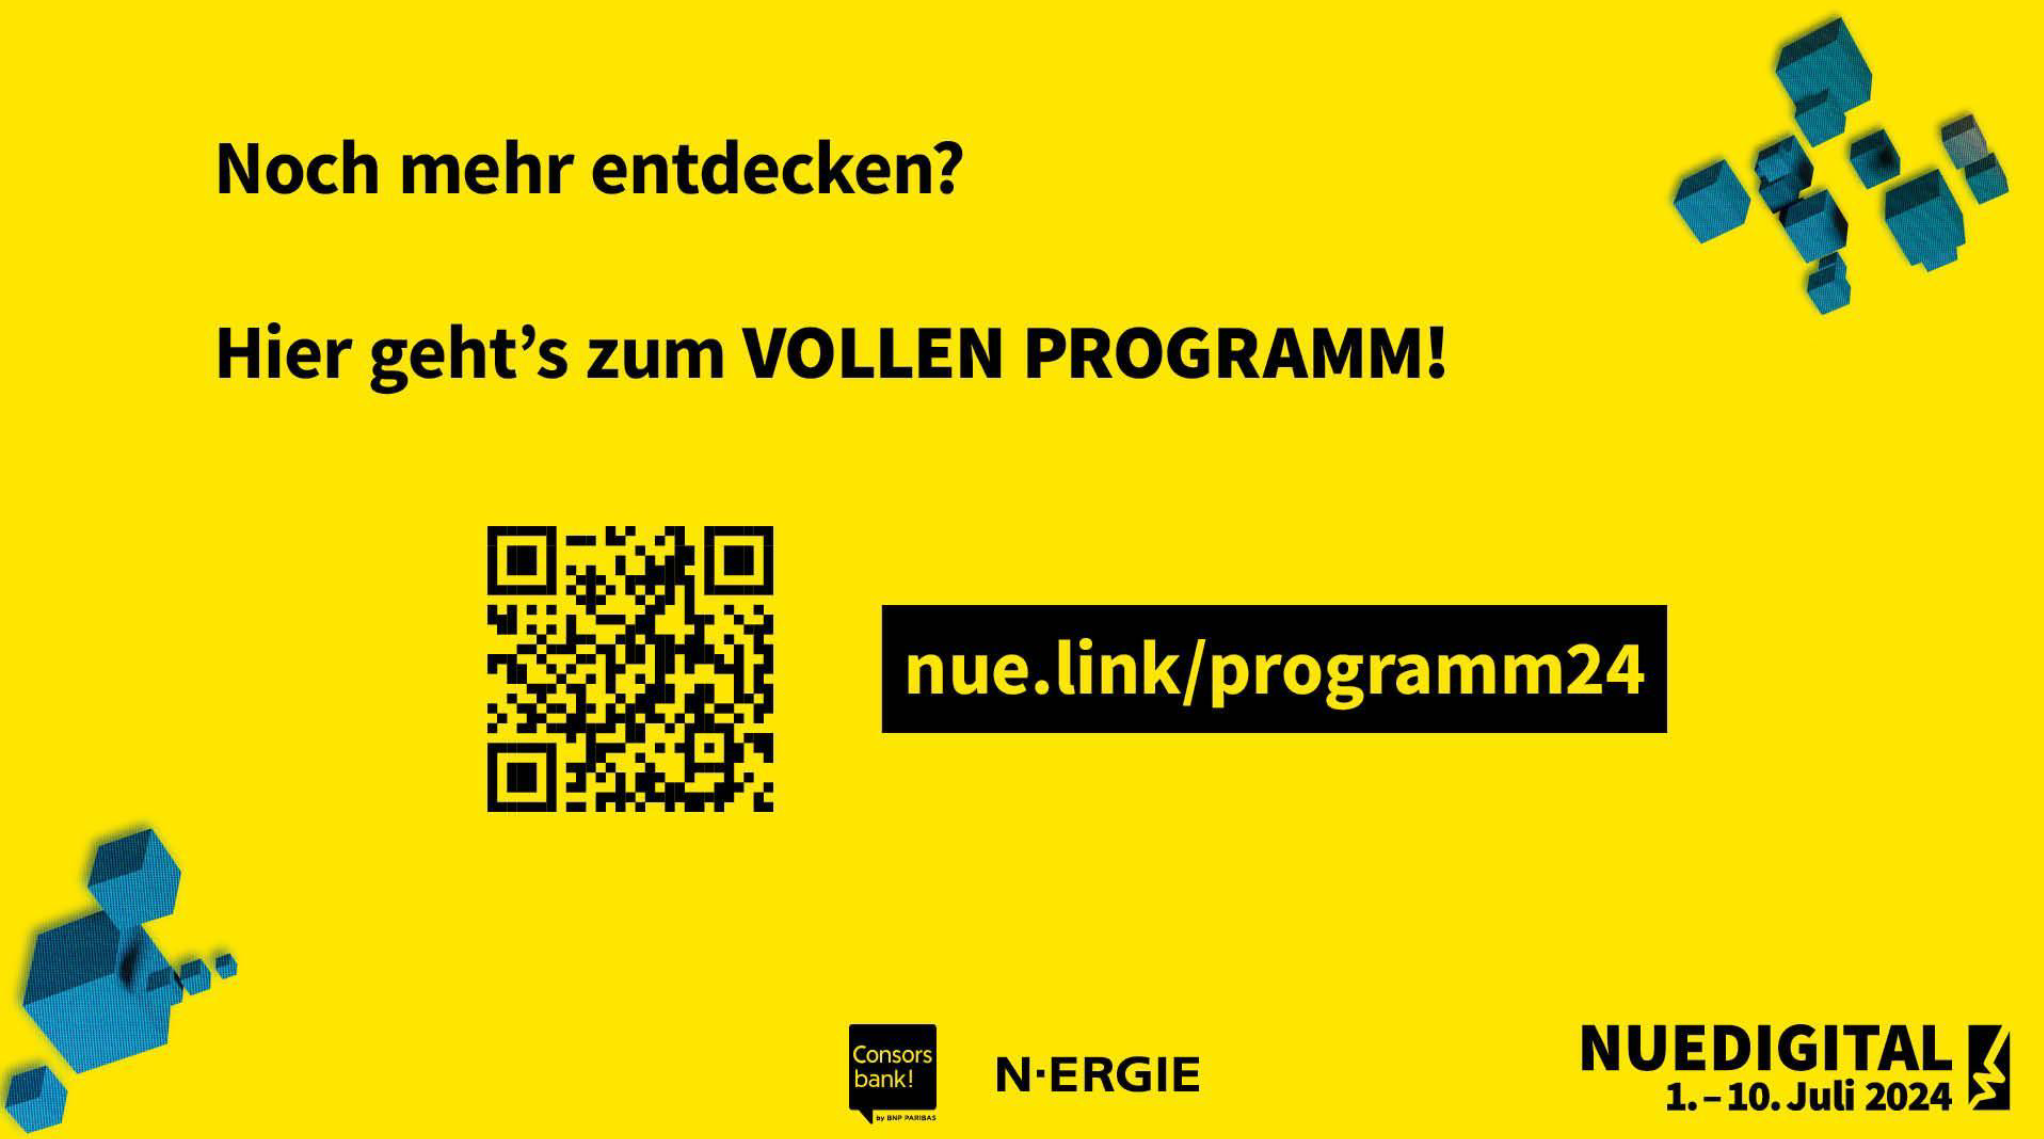 Noch mehr entdecken?
Hier geht’s zum VOLLEN PROGRAMM!
nue.link/programm24
Consors
bank!
by BNP PARIBAS
N·ERGIE
NUEDIGITAL
1.–10. Juli 2024